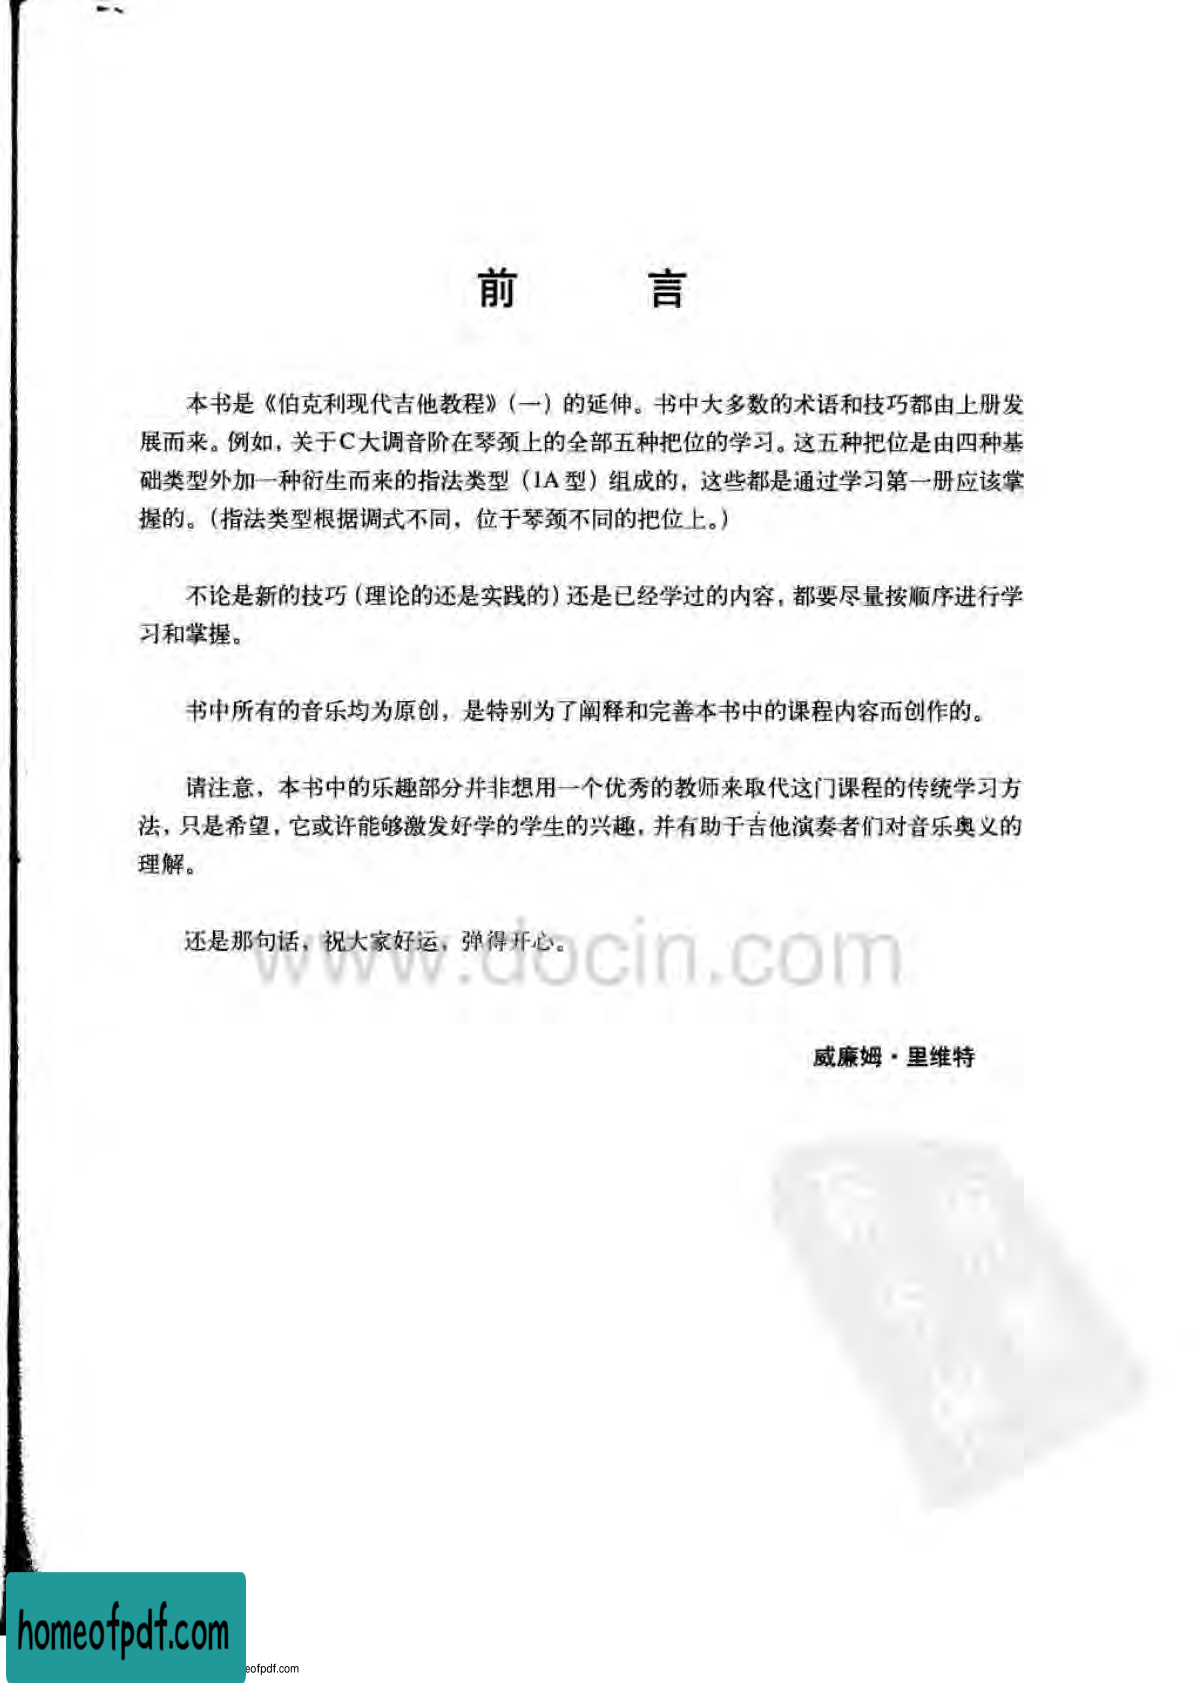 前言
本书是《伯克利现代吉他教程》(一)的延伸。书中大多数的术语和技巧都由上册发
展而来。例如，关于C大调音阶在琴颈上的全部五种把位的学习。这五种把位是由四种基
础类型外加一种衍生而来的指法类型（1A型）组成的，这些都是通过学习第一册应该掌
握的。（指法类型根据调式不同，位于琴颈不同的把位上。）
不论是新的技巧（理论的还是实践的）还是已经学过的内容，都要尽量按顺序进行学
习和掌握。
书中所有的音乐均为原创，是特别为了阐释和完善本书中的课程内容而创作的。
请注意，本书中的乐趣部分并非想用一个优秀的教师来取代这门课程的传统学习方
法，只是希望，它或许能够激发好学的学生的兴趣，并有助于吉他演奏者们对音乐奥义的
理解。
还是那句话，祝大家好运，弹得开心。
www.docin.com
威廉姆·里维特
homeofpdf.com
eofpdf.com